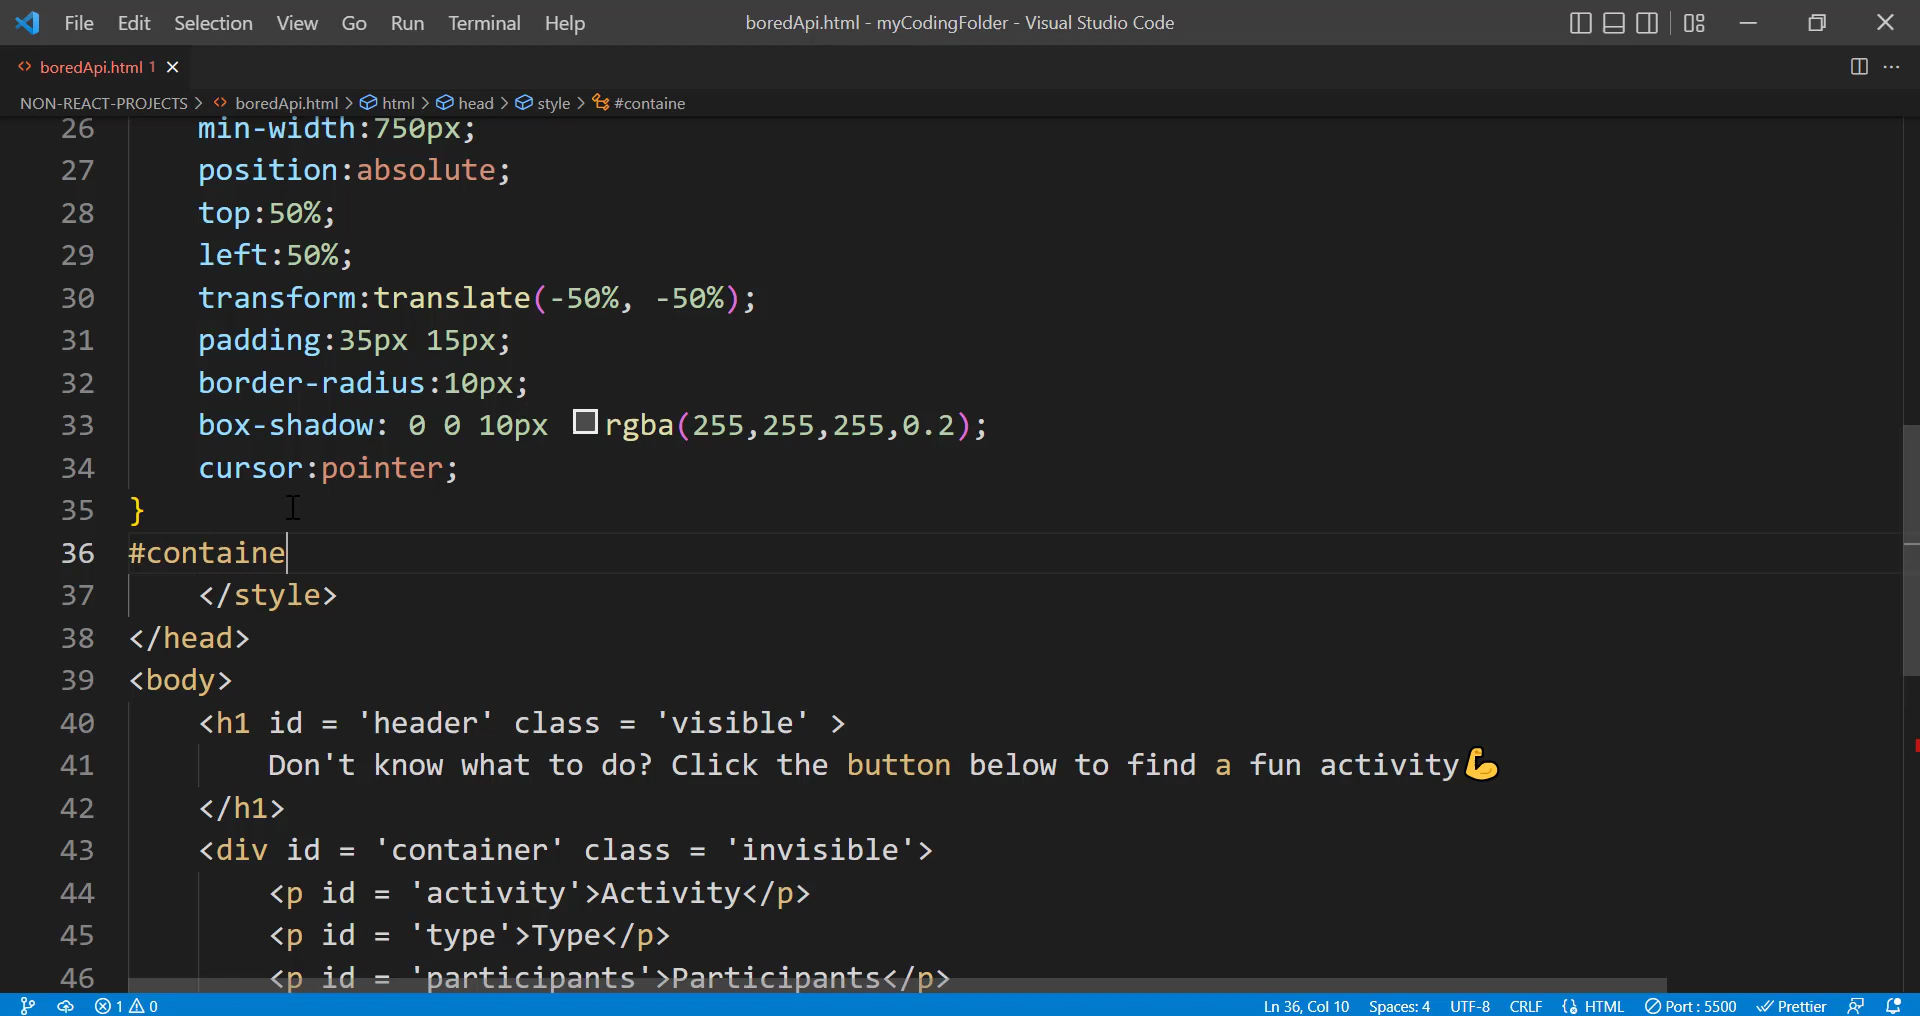 File Edit Selection View Go Run Terminal Help boredApi.html - myCodingFolder - Visual Studio Code
<> boredApi.html 1
NON-REACT-PROJECTS > <> boredApi.html > html > head > style > #containe
26 min-width:750px;
27 position:absolute;
28 top:50%;
29 left:50%;
30 transform:translate(-50%, -50%);
31 padding:35px 15px;
32 border-radius:10px;
33 box-shadow: 0 0 10px rgba(255,255,255,0.2);
34 cursor:pointer;
35 }
36 #containe
37 </style>
38 </head>
39 <body>
40 <h1 id = 'header' class = 'visible' >
41 Don't know what to do? Click the button below to find a fun activity💪
42 </h1>
43 <div id = 'container' class = 'invisible'>
44 <p id = 'activity'>Activity</p>
45 <p id = 'type'>Type</p>
46 <p id = 'participants'>Participants</p>
1 0 Ln 36, Col 10 Spaces: 4 UTF-8 CRLF {} HTML Port : 5500 Prettier